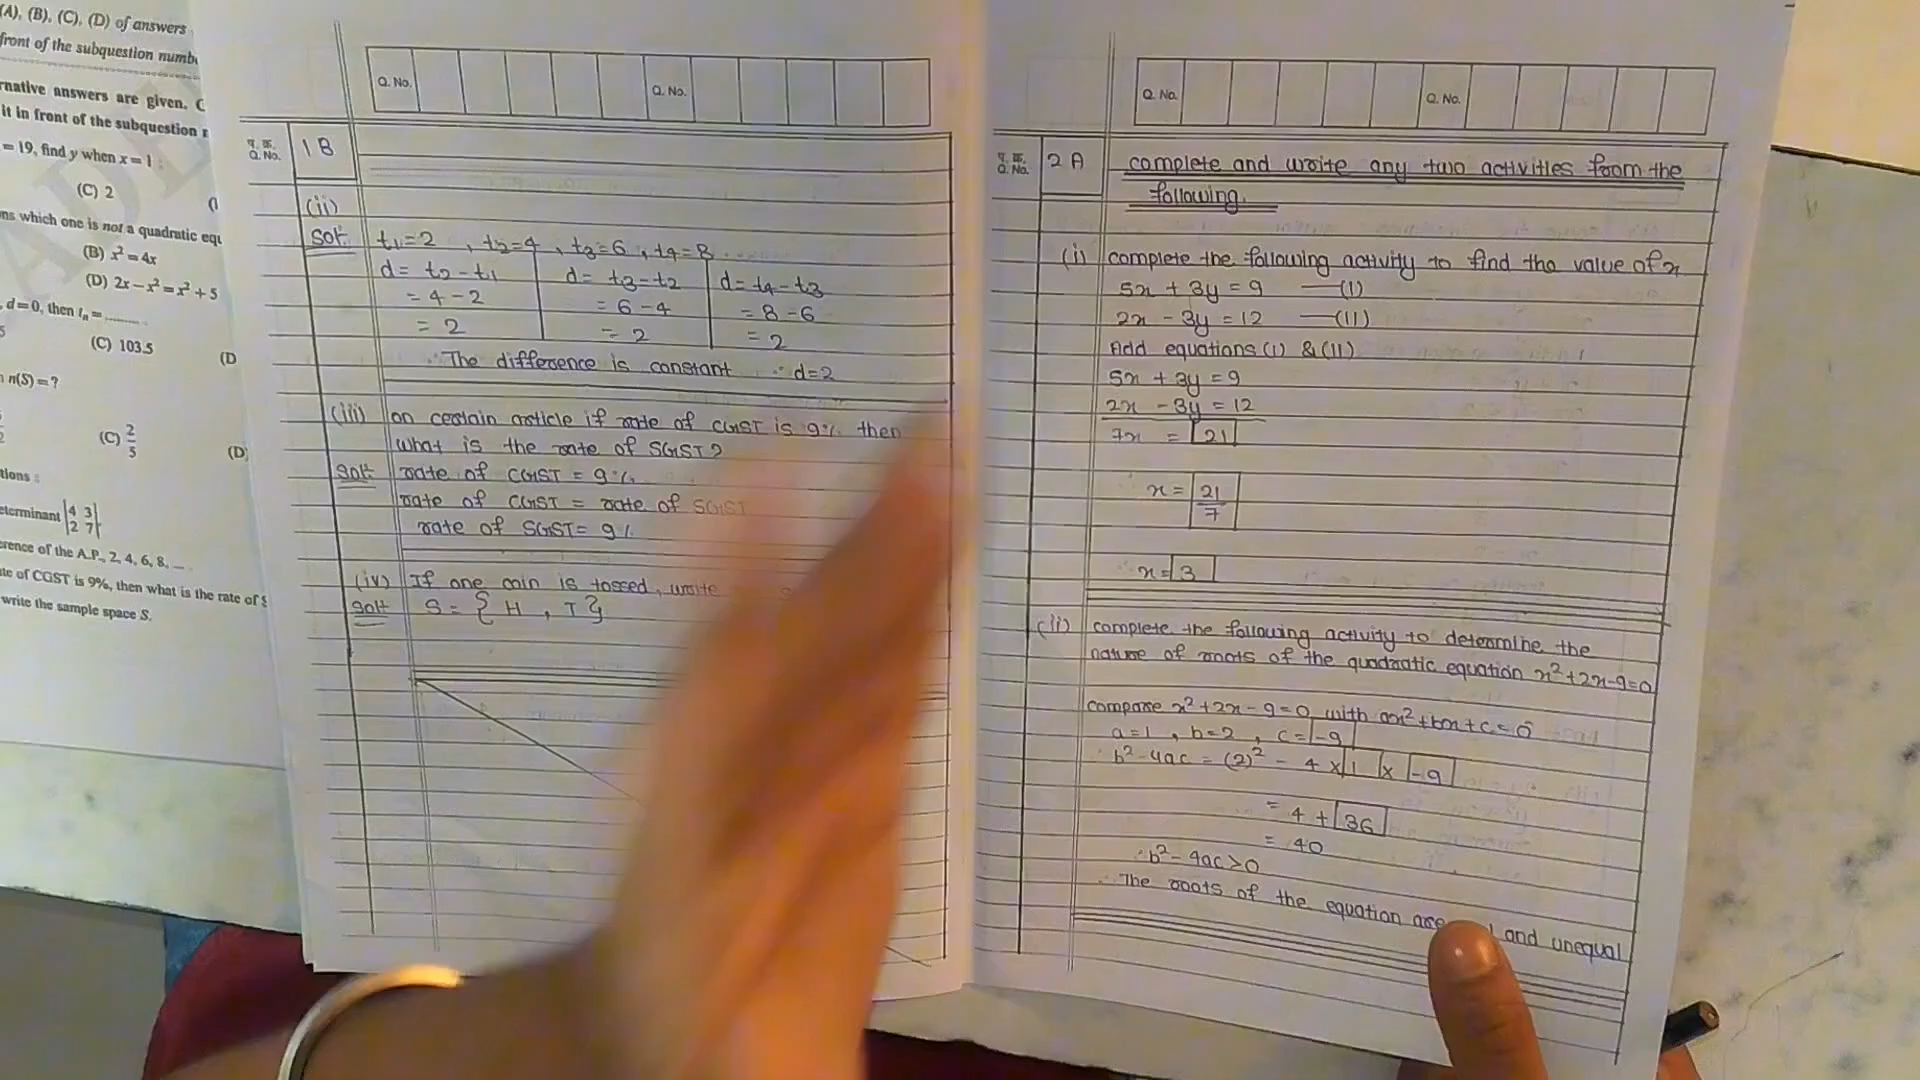 (A), (B), (C), (D) of answers
front of the subquestion numb
rnative answers are given. C
it in front of the subquestion
= 19, find y when x = 1 :
(C) 2
ns which one is not a quadratic equ
(B) x² = 4x
(D) 2x − x² = x² + 5
, d = 0, then tₙ = ........
(C) 103.5 (D
n(S) = ?
(C) 2/5 (D)
tions :
eterminant |4 3|
|2 7|
erence of the A.P., 2, 4, 6, 8, ...
te of CGST is 9%, then what is the rate of S
write the sample space S.
Q. No. Q. No.
प्र. क्र.
Q. No. 1 B
(ii)
Solⁿ. t1=2 , t2=4 , t3=6 , t4=8 ......
d= t2-t1 d= t3-t2 d= t4-t3
= 4-2 = 6-4 = 8-6
= 2 = 2 = 2
∴ The difference is constant ∴ d=2
(iii) on certain article if rate of CGST is 9% then
what is the rate of SGST?
Solⁿ: rate of CGST = 9%
rate of CGST = rate of SGST
rate of SGST= 9%
(iv) If one coin is tossed, write
Solⁿ S = { H , T }
Q. No. Q. No.
प्र. क्र.
Q. No. 2 A complete and write any two activities from the
following.
(i) complete the following activity to find the value of x
5x + 3y = 9 —(I)
2x - 3y = 12 —(II)
Add equations (I) & (II)
5x + 3y = 9
2x - 3y = 12
7x = 21
x = 21/7
∴ x = 3
(ii) complete the following activity to determine the
nature of roots of the quadratic equation x²+2x-9=0
compare x²+2x-9=0 with ax²+bx+c=0
a=1 , b=2 , c= -9
∴ b²-4ac = (2)² - 4 × 1 × -9
= 4 + 36
= 40
∴ b²-4ac>0
∴ The roots of the equation are and unequal